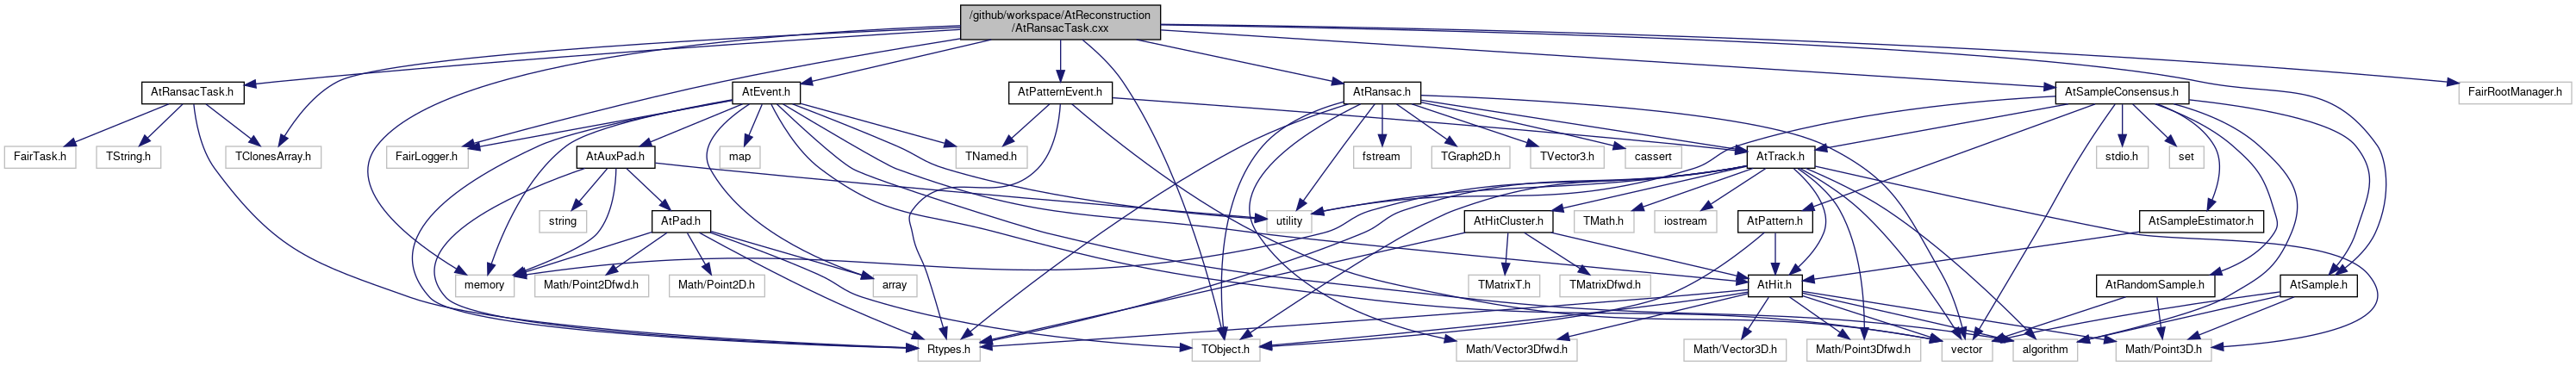 /github/workspace/AtReconstruction
/AtRansacTask.cxx
AtRansacTask.h
AtEvent.h
AtPatternEvent.h
AtRansac.h
AtSampleConsensus.h
FairRootManager.h
FairTask.h
TString.h
TClonesArray.h
FairLogger.h
AtAuxPad.h
map
TNamed.h
fstream
TGraph2D.h
TVector3.h
cassert
AtTrack.h
stdio.h
set
string
AtPad.h
utility
AtHitCluster.h
TMath.h
iostream
AtPattern.h
AtSampleEstimator.h
memory
Math/Point2Dfwd.h
Math/Point2D.h
array
TMatrixT.h
TMatrixDfwd.h
AtHit.h
AtRandomSample.h
AtSample.h
Rtypes.h
TObject.h
Math/Vector3Dfwd.h
Math/Vector3D.h
Math/Point3Dfwd.h
vector
algorithm
Math/Point3D.h